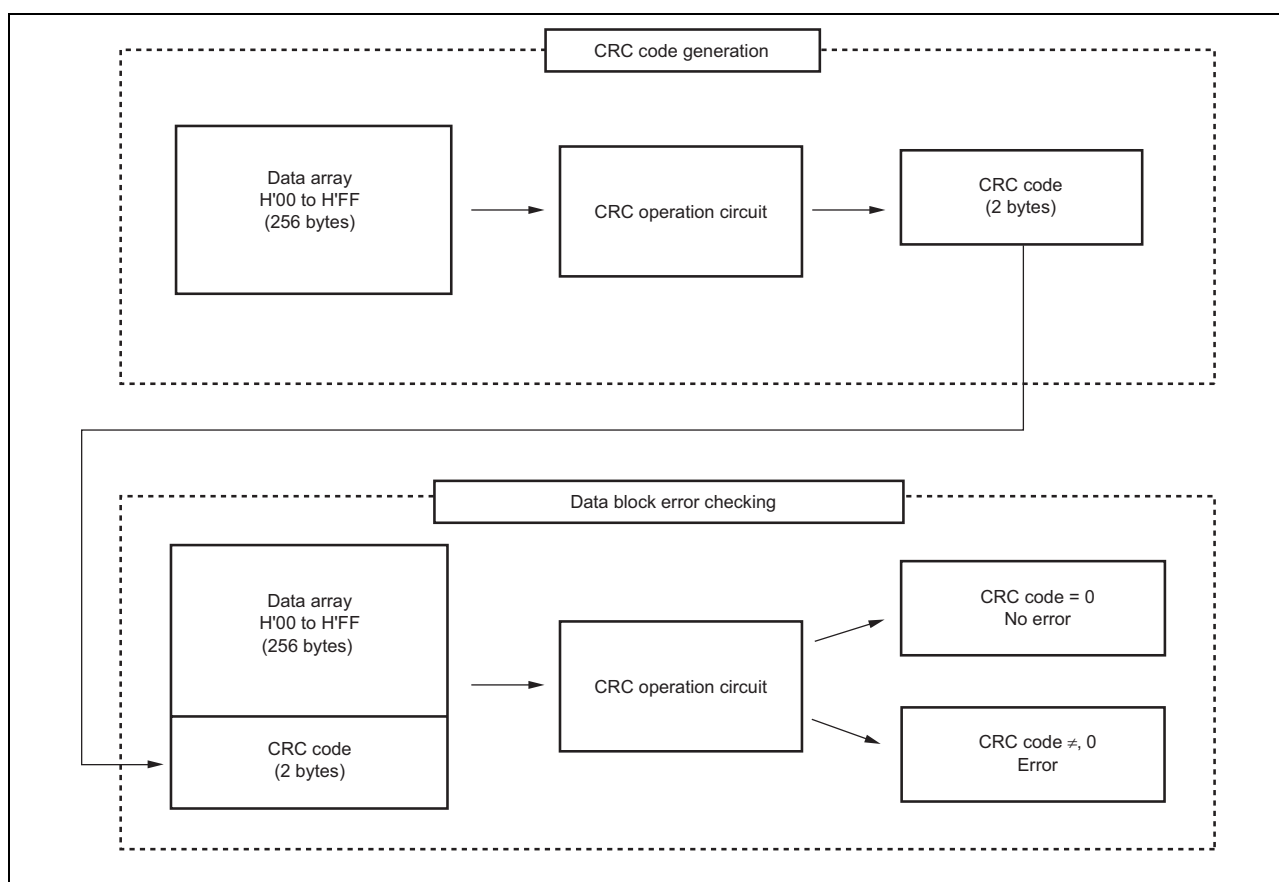 CRC code generation
Data array
H'00 to H'FF
(256 bytes)
CRC operation circuit
CRC code
(2 bytes)
Data block error checking
Data array
H'00 to H'FF
(256 bytes)
CRC code
(2 bytes)
CRC operation circuit
CRC code = 0
No error
CRC code ≠, 0
Error